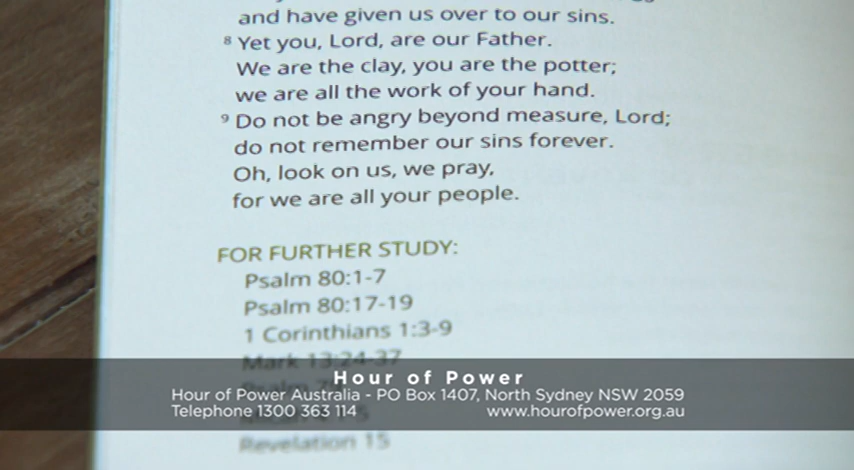 and have given us over to our sins.
8 Yet you, Lord, are our Father.
We are the clay, you are the potter;
we are all the work of your hand.
9 Do not be angry beyond measure, Lord;
do not remember our sins forever.
Oh, look on us, we pray,
for we are all your people.
FOR FURTHER STUDY:
Psalm 80:1-7
Psalm 80:17-19
1 Corinthians 1:3-9
Mark 13:24-37
Hour of Power
Hour of Power Australia - PO Box 1407, North Sydney NSW 2059
Telephone 1300 363 114 www.hourofpower.org.au
Revelation 15